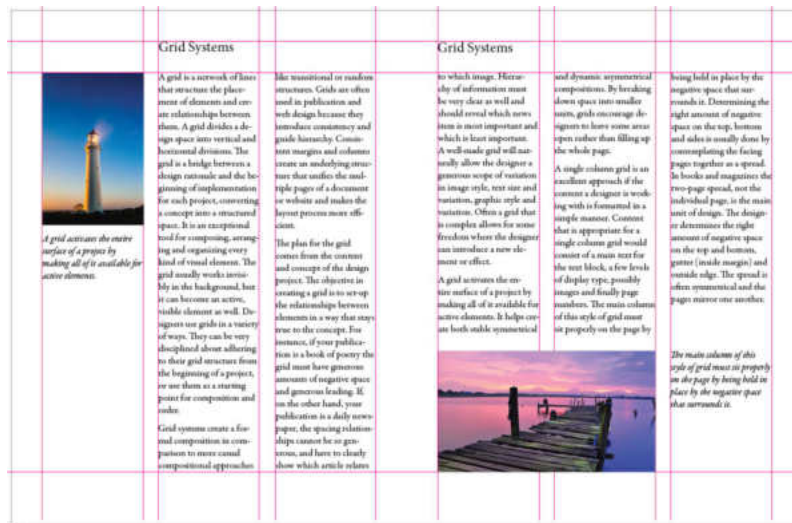 Grid Systems
A grid activates the entire
surface of a project by
making all of it available for
active elements.
A grid is a network of lines
that structure the place-
ment of elements and cre-
ate relationships between
them. A grid divides a de-
sign space into vertical and
horizontal divisions. The
grid is a bridge between a
design rationale and the be-
ginning of implementation
for each project, converting
a concept into a structured
space. It is an exceptional
tool for composing, arrang-
ing and organizing every
kind of visual element. The
grid usually works invisi-
bly in the background, but
it can become an active,
visible element as well. De-
signers use grids in a variety
of ways. They can be very
disciplined about adhering
to their grid structure from
the beginning of a project,
or use them as a starting
point for composition and
order.
Grid systems create a for-
mal composition in com-
parison to more casual
compositional approaches
like transitional or random
structures. Grids are often
used in publication and
web design because they
introduce consistency and
guide hierarchy. Consis-
tent margins and columns
create an underlying struc-
ture that unifies the mul-
tiple pages of a document
or website and makes the
layout process more effi-
cient.
The plan for the grid
comes from the content
and concept of the design
project. The objective in
creating a grid is to set-up
the relationships between
elements in a way that stays
true to the concept. For
instance, if your publica-
tion is a book of poetry the
grid must have generous
amounts of negative space
and generous leading. If,
on the other hand, your
publication is a daily news-
paper, the spacing relation-
ships cannot be so gen-
erous, and have to clearly
show which article relates
Grid Systems
to which image. Hierar-
chy of information must
be very clear as well and
should reveal which news
item is most important and
which is least important.
A well-made grid will nat-
urally allow the designer a
generous scope of variation
in image style, text size and
variation, graphic style and
variation. Often a grid that
is complex allows for some
freedom where the designer
can introduce a new ele-
ment or effect.
A grid activates the en-
tire surface of a project by
making all of it available for
active elements. It helps cre-
ate both stable symmetrical
and dynamic asymmetrical
compositions. By breaking
down space into smaller
units, grids encourage de-
signers to leave some areas
open rather than filling up
the whole page.
A single column grid is an
excellent approach if the
content a designer is work-
ing with is formatted in a
simple manner. Content
that is appropriate for a
single column grid would
consist of a main text for
the text block, a few levels
of display type, possibly
images and finally page
numbers. The main column
of this style of grid must
sit properly on the page by
being held in place by the
negative space that sur-
rounds it. Determining the
right amount of negative
space on the top, bottom
and sides is usually done by
contemplating the facing
pages together as a spread.
In books and magazines the
two-page spread, not the
individual page, is the main
unit of design. The design-
er determines the right
amount of negative space
on the top and bottom,
gutter (inside margin) and
outside edge. The spread is
often symmetrical and the
pages mirror one another.
The main column of this
style of grid must sit properly
on the page by being held in
place by the negative space
that surrounds it.